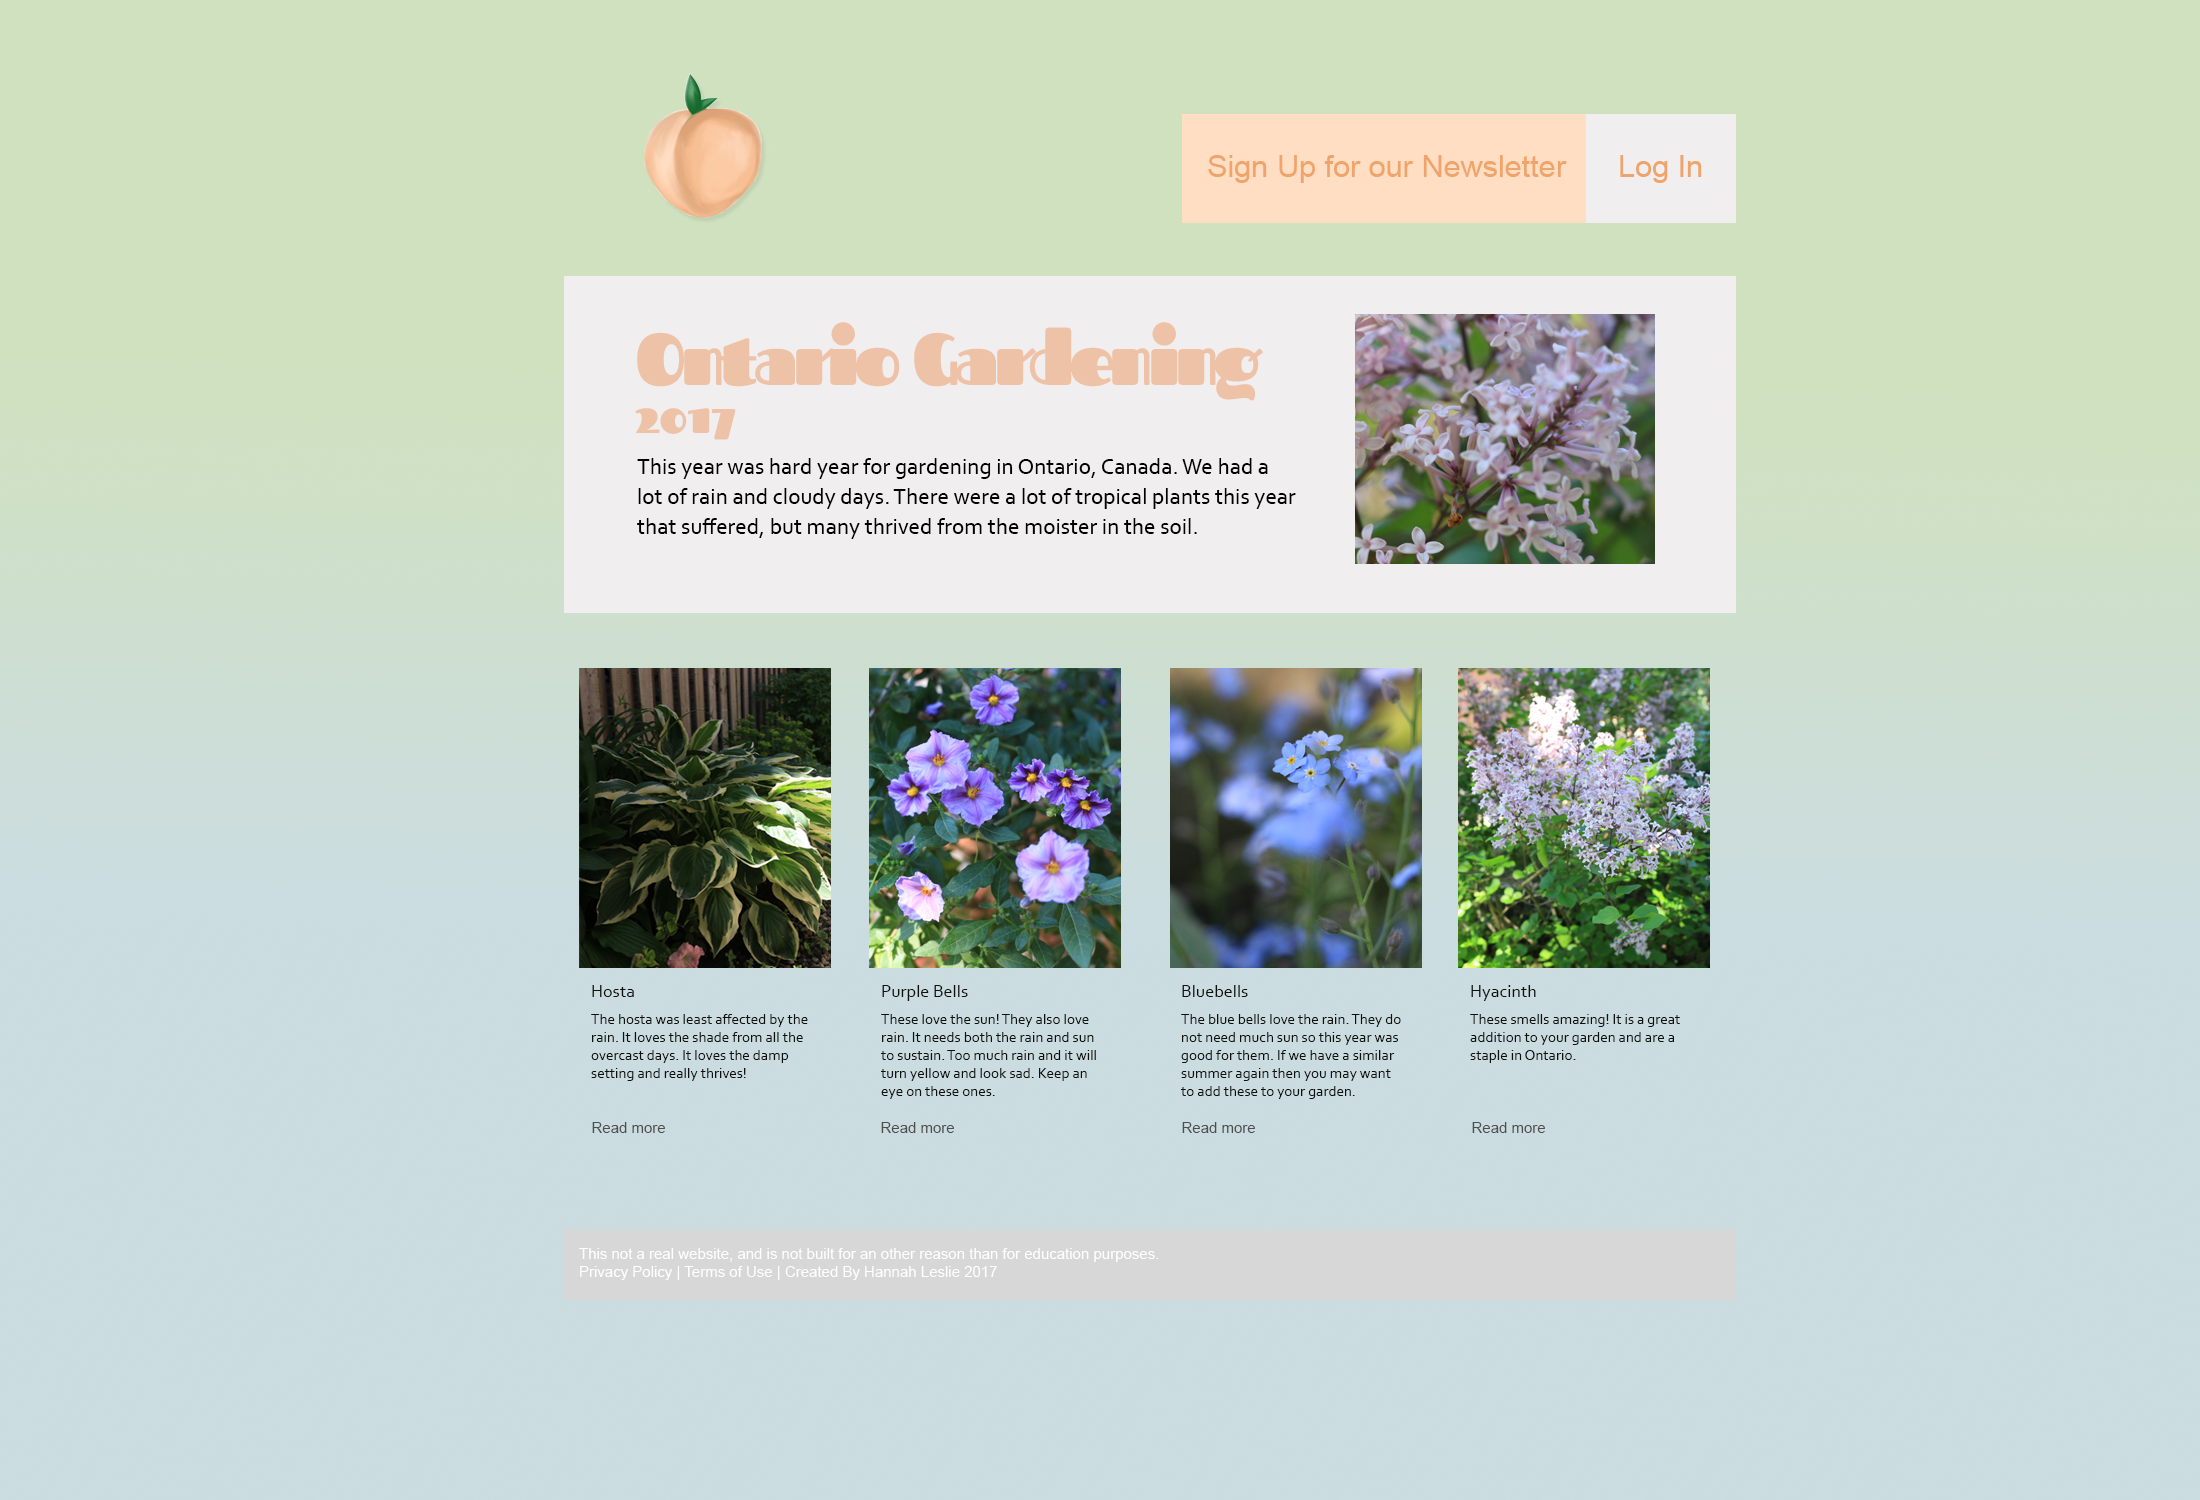 Sign Up for our Newsletter
Log In
Ontario Gardening
2017
This year was hard year for gardening in Ontario, Canada. We had a
lot of rain and cloudy days. There were a lot of tropical plants this year
that suffered, but many thrived from the moister in the soil.
Hosta
The hosta was least affected by the
rain. It loves the shade from all the
overcast days. It loves the damp
setting and really thrives!
Read more
Purple Bells
These love the sun! They also love
rain. It needs both the rain and sun
to sustain. Too much rain and it will
turn yellow and look sad. Keep an
eye on these ones.
Read more
Bluebells
The blue bells love the rain. They do
not need much sun so this year was
good for them. If we have a similar
summer again then you may want
to add these to your garden.
Read more
Hyacinth
These smells amazing! It is a great
addition to your garden and are a
staple in Ontario.
Read more
This not a real website, and is not built for an other reason than for education purposes.
Privacy Policy | Terms of Use | Created By Hannah Leslie 2017